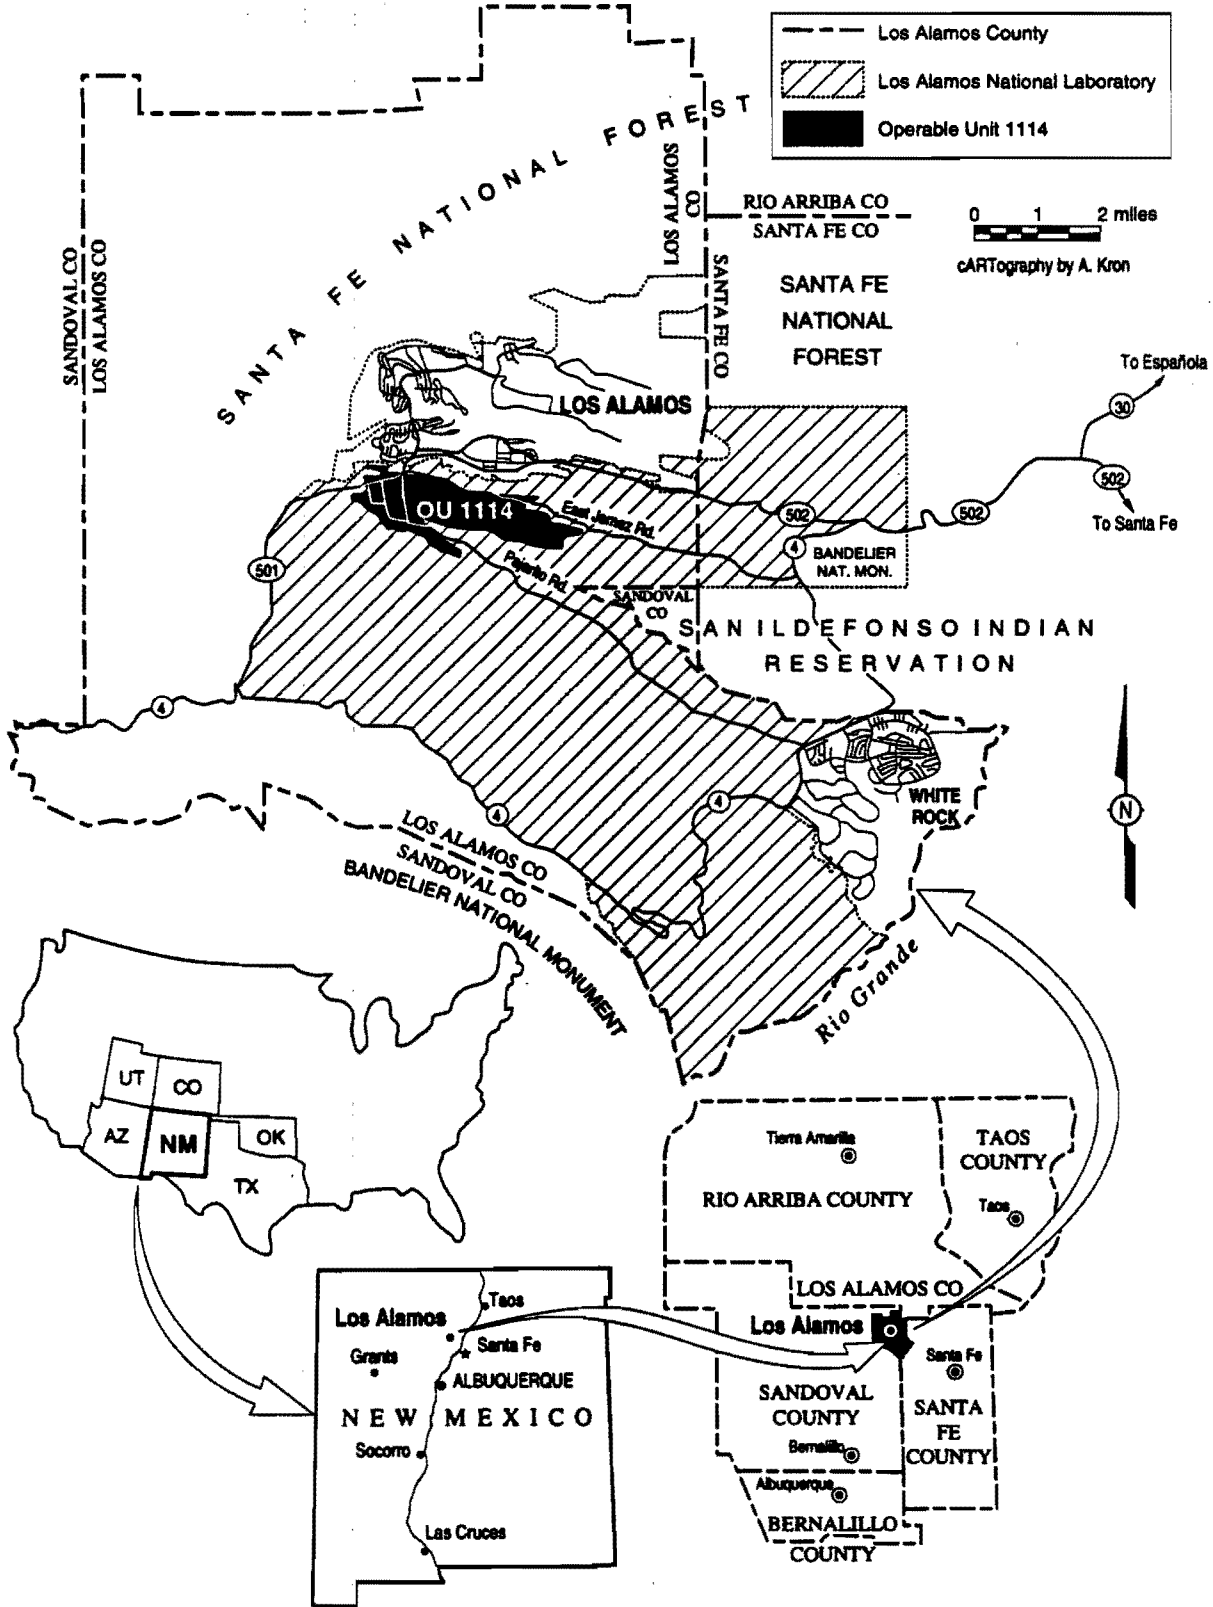 Los Alamos County
Los Alamos National Laboratory
Operable Unit 1114
0 1 2 miles
cARTography by A. Kron
SANTA FE NATIONAL FOREST
SANDOVAL CO
LOS ALAMOS CO
LOS ALAMOS
CO
RIO ARRIBA CO
SANTA FE CO
SANTA FE CO
SANTA FE
NATIONAL
FOREST
To Española
30
502
To Santa Fe
LOS ALAMOS
OU 1114
East Jemez Rd.
502
502
4
BANDELIER
NAT. MON.
501
Pajarito Rd.
SANDOVAL
CO
SAN ILDEFONSO INDIAN
RESERVATION
4
4
4
WHITE
ROCK
N
LOS ALAMOS CO
SANDOVAL CO
BANDELIER NATIONAL MONUMENT
Rio Grande
UT
CO
AZ
NM
OK
TX
Tierra Amarilla
TAOS
COUNTY
RIO ARRIBA COUNTY
Taos
LOS ALAMOS CO
Los Alamos
Santa Fe
SANDOVAL
COUNTY
SANTA
FE
COUNTY
Bernalillo
Albuquerque
BERNALILLO
COUNTY
Taos
Los Alamos
Santa Fe
Grants
ALBUQUERQUE
NEW MEXICO
Socorro
Las Cruces